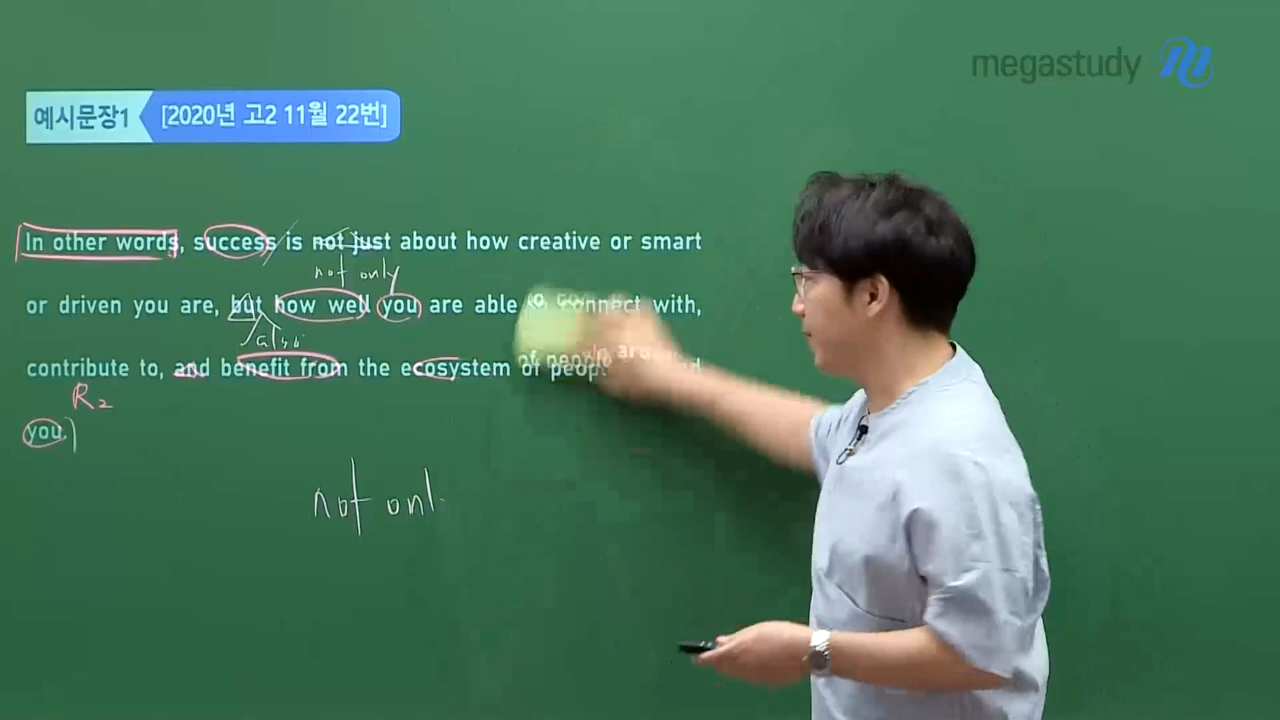 megastudy
예시문장1 [2020년 고2 11월 22번]
In other words, success is not just about how creative or smart
not only
or driven you are, but how well you are able to connect with,
also
contribute to, and benefit from the ecosystem of people around
R2
you.
not onl